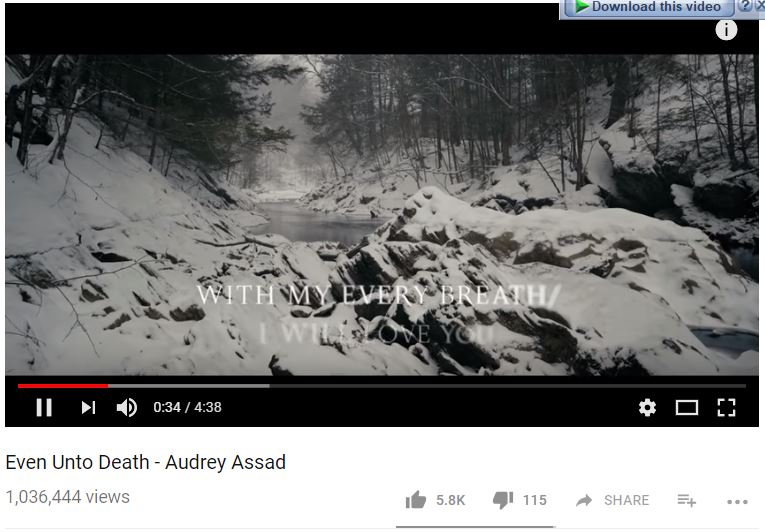 Download this video
?
X
i
WITH MY EVERY BREATH/
I WILL LOVE YOU
0:34 / 4:38
Even Unto Death - Audrey Assad
1,036,444 views
5.8K
115
SHARE